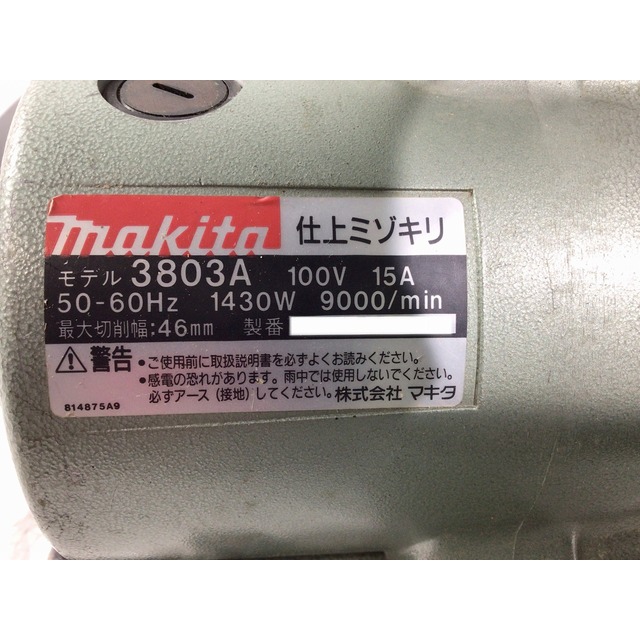 makita 仕上ミゾキリ
モデル 3803A 100V 15A
50-60Hz 1430W 9000/min
最大切削幅:46mm 製番
⚠警告 •ご使用前に取扱説明書を必ずよくお読みください。
•感電の恐れがあります。雨中では使用しないでください。
必ずアース(接地)してください。 株式会社 マキタ
814875A9